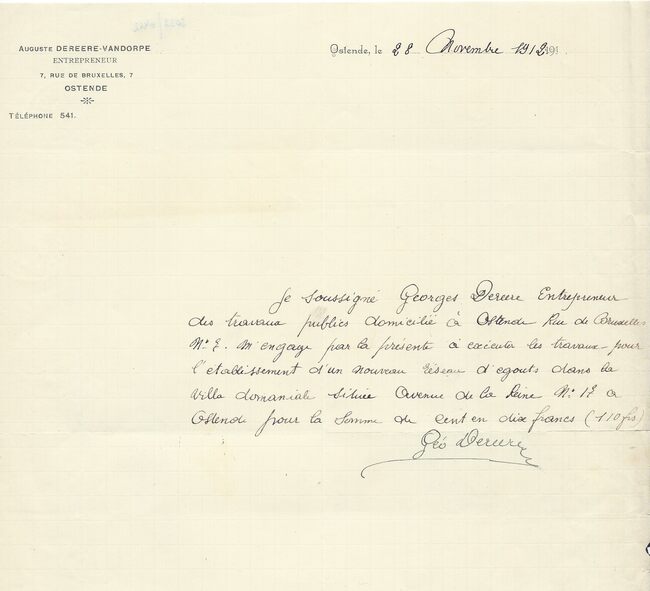 AUGUSTE DEREERE-VANDORPE
ENTREPRENEUR
7, RUE DE BRUXELLES, 7
OSTENDE
TÉLÉPHONE 541.
Ostende, le 28 Novembre 1912 191
Je soussigné Georges Dereere Entrepreneur
des travaux publics domicilié à Ostende Rue de Bruxelles
N: 7. m'engage par la présente à exécuter les travaux pour
l'etablissement d'un nouveau réseau d'egouts dans la
villa domaniale située Avenue de la Reine N: 17 a
Ostende pour la somme de cent en dix francs (110 frs)
Géo Dereere